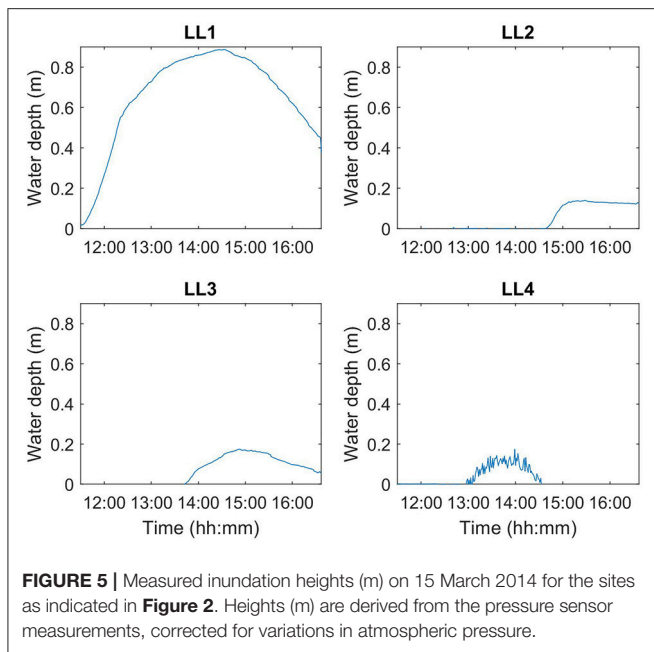 LL1
Water depth (m)
0.8
0.6
0.4
0.2
0
12:00 13:00 14:00 15:00 16:00
LL2
Water depth (m)
0.8
0.6
0.4
0.2
0
12:00 13:00 14:00 15:00 16:00
LL3
Water depth (m)
0.8
0.6
0.4
0.2
0
12:00 13:00 14:00 15:00 16:00
Time (hh:mm)
LL4
Water depth (m)
0.8
0.6
0.4
0.2
0
12:00 13:00 14:00 15:00 16:00
Time (hh:mm)
FIGURE 5 | Measured inundation heights (m) on 15 March 2014 for the sites
as indicated in Figure 2. Heights (m) are derived from the pressure sensor
measurements, corrected for variations in atmospheric pressure.